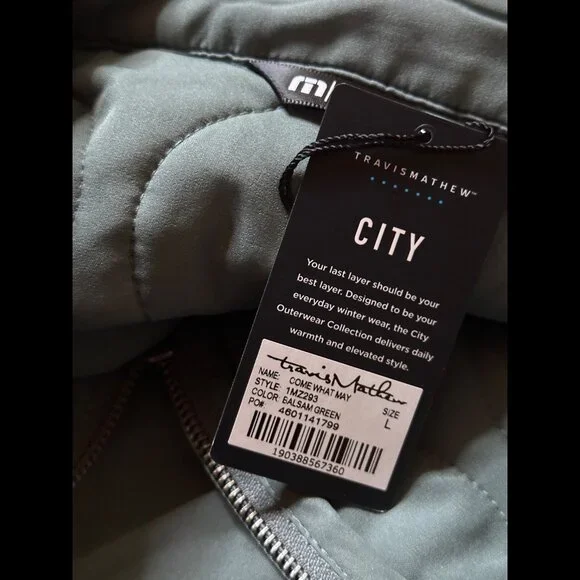 m
TRAVISMATHEW™
CITY
Your last layer should be your
best layer. Designed to be your
everyday winter wear, the City
Outerwear Collection delivers daily
warmth and elevated style.
travisMathew
NAME: COME WHAT MAY
STYLE: 1MZ293
COLOR: BALSAM GREEN
PO#: 4601141799
SIZE
L
190388567360